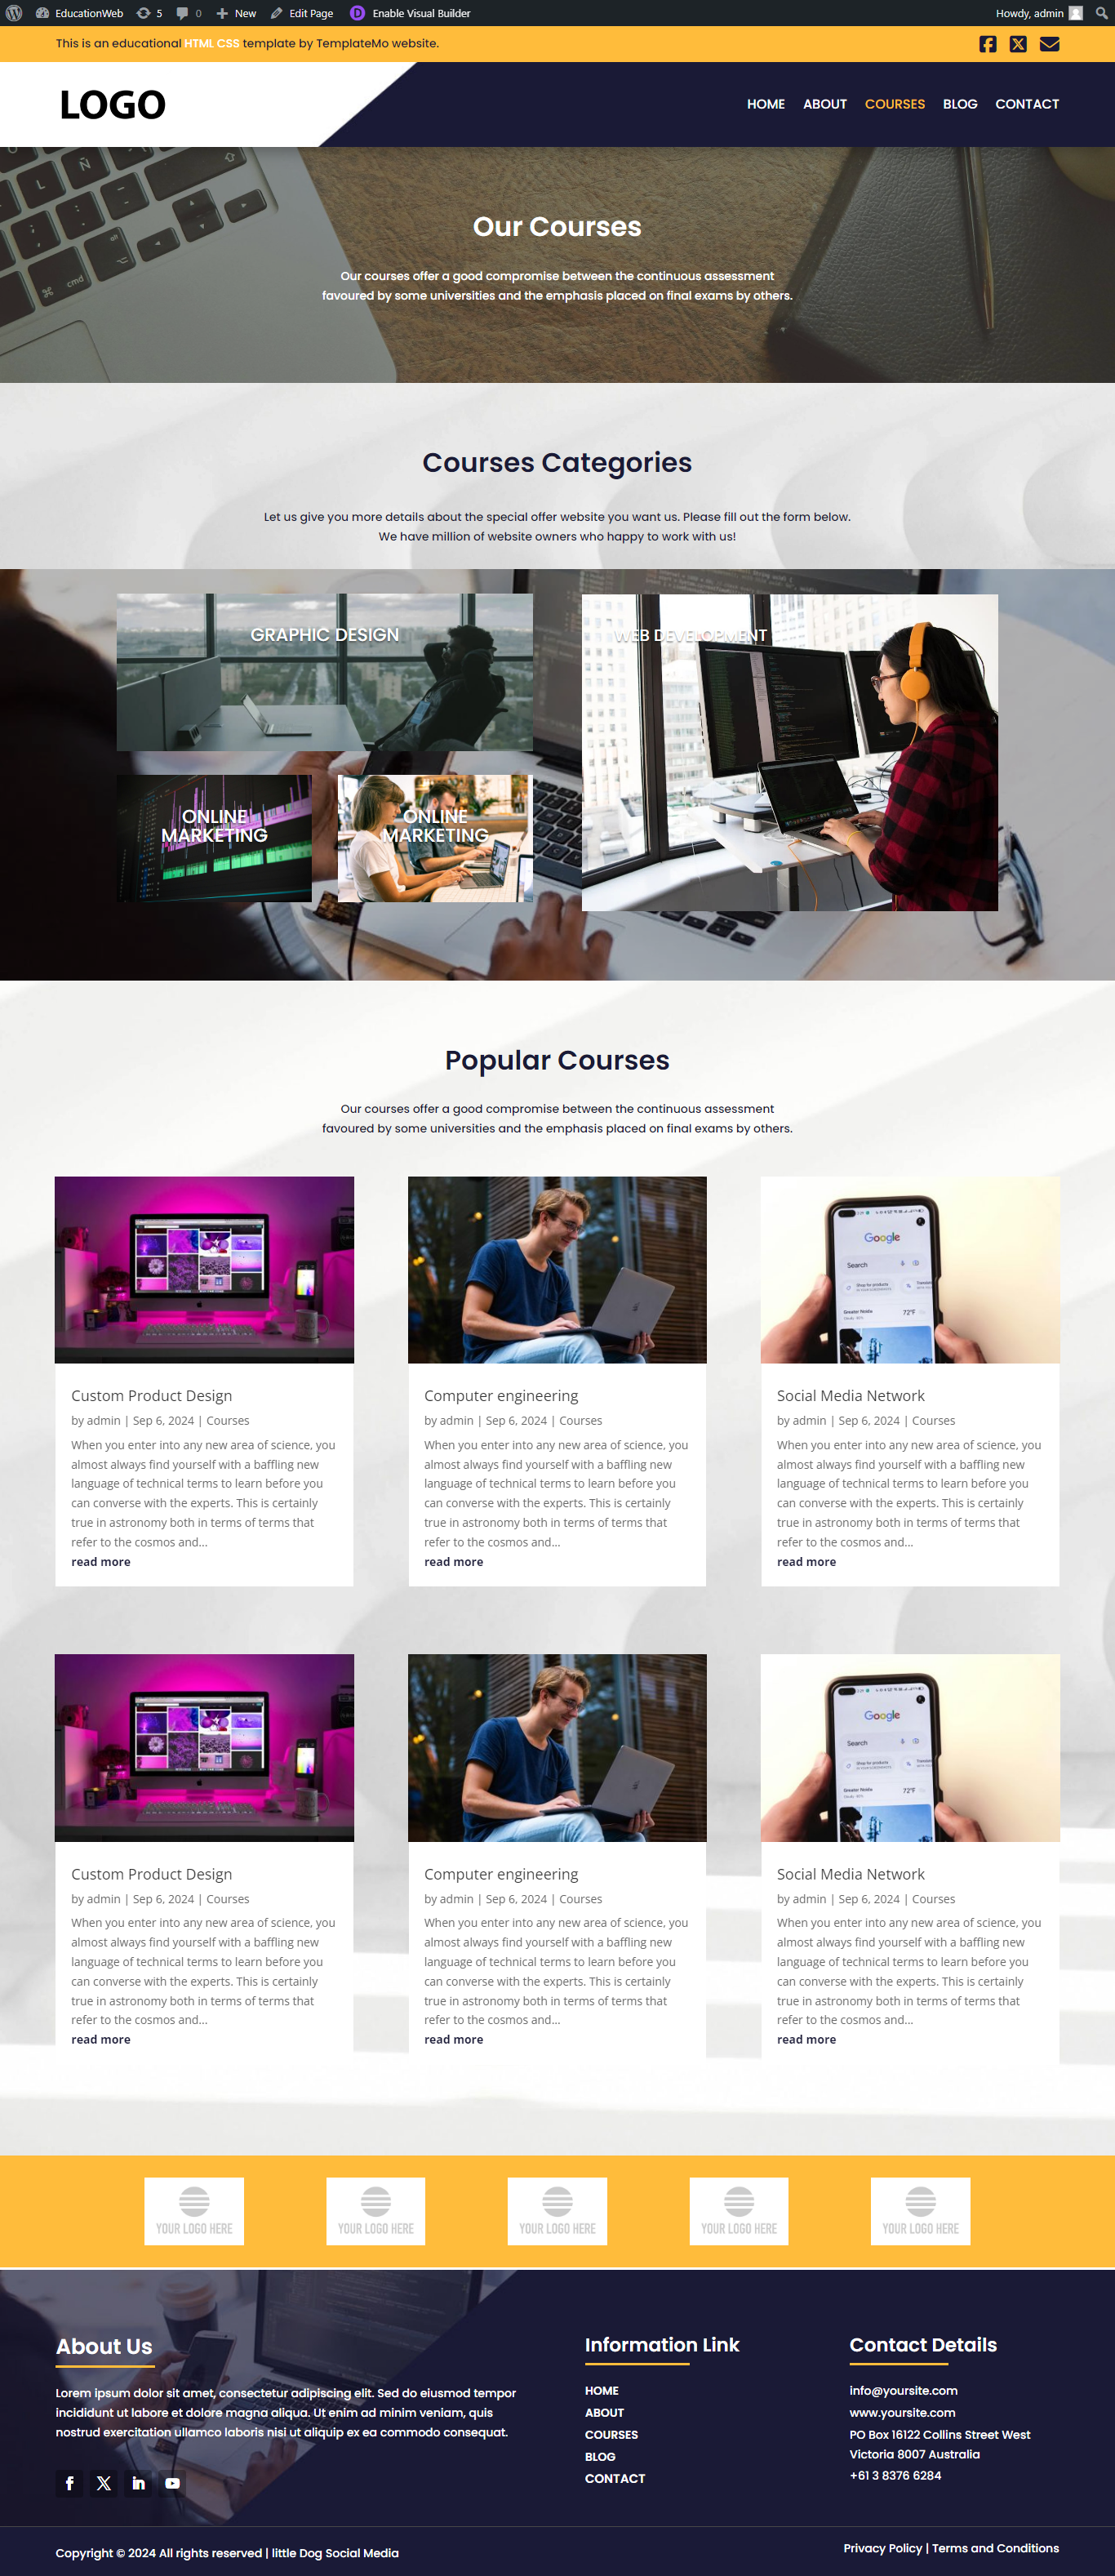 EducationWeb 5 0 New Edit Page Enable Visual Builder Howdy, admin
This is an educational HTML CSS template by TemplateMo website.
LOGO
HOME ABOUT COURSES BLOG CONTACT
Our Courses
Our courses offer a good compromise between the continuous assessment
favoured by some universities and the emphasis placed on final exams by others.
Courses Categories
Let us give you more details about the special offer website you want us. Please fill out the form below.
We have million of website owners who happy to work with us!
GRAPHIC DESIGN
WEB DEVELOPMENT
ONLINE
MARKETING
ONLINE
MARKETING
Popular Courses
Our courses offer a good compromise between the continuous assessment
favoured by some universities and the emphasis placed on final exams by others.
Google
Search
Custom Product Design
by admin | Sep 6, 2024 | Courses
When you enter into any new area of science, you
almost always find yourself with a baffling new
language of technical terms to learn before you
can converse with the experts. This is certainly
true in astronomy both in terms of terms that
refer to the cosmos and...
read more
Computer engineering
by admin | Sep 6, 2024 | Courses
When you enter into any new area of science, you
almost always find yourself with a baffling new
language of technical terms to learn before you
can converse with the experts. This is certainly
true in astronomy both in terms of terms that
refer to the cosmos and...
read more
Social Media Network
by admin | Sep 6, 2024 | Courses
When you enter into any new area of science, you
almost always find yourself with a baffling new
language of technical terms to learn before you
can converse with the experts. This is certainly
true in astronomy both in terms of terms that
refer to the cosmos and...
read more
Google
Search
Custom Product Design
by admin | Sep 6, 2024 | Courses
When you enter into any new area of science, you
almost always find yourself with a baffling new
language of technical terms to learn before you
can converse with the experts. This is certainly
true in astronomy both in terms of terms that
refer to the cosmos and...
read more
Computer engineering
by admin | Sep 6, 2024 | Courses
When you enter into any new area of science, you
almost always find yourself with a baffling new
language of technical terms to learn before you
can converse with the experts. This is certainly
true in astronomy both in terms of terms that
refer to the cosmos and...
read more
Social Media Network
by admin | Sep 6, 2024 | Courses
When you enter into any new area of science, you
almost always find yourself with a baffling new
language of technical terms to learn before you
can converse with the experts. This is certainly
true in astronomy both in terms of terms that
refer to the cosmos and...
read more
YOUR LOGO HERE
YOUR LOGO HERE
YOUR LOGO HERE
YOUR LOGO HERE
YOUR LOGO HERE
About Us
Lorem ipsum dolor sit amet, consectetur adipiscing elit. Sed do eiusmod tempor
incididunt ut labore et dolore magna aliqua. Ut enim ad minim veniam, quis
nostrud exercitation ullamco laboris nisi ut aliquip ex ea commodo consequat.
Information Link
HOME
ABOUT
COURSES
BLOG
CONTACT
Contact Details
info@yoursite.com
www.yoursite.com
PO Box 16122 Collins Street West
Victoria 8007 Australia
+61 3 8376 6284
Copyright © 2024 All rights reserved | little Dog Social Media
Privacy Policy | Terms and Conditions